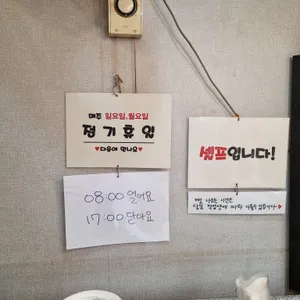 매주 일요일,월요일
정기휴일
♥다음에 만나요♥
08:00 열어요
17:00 닫아요
셀프입니다!